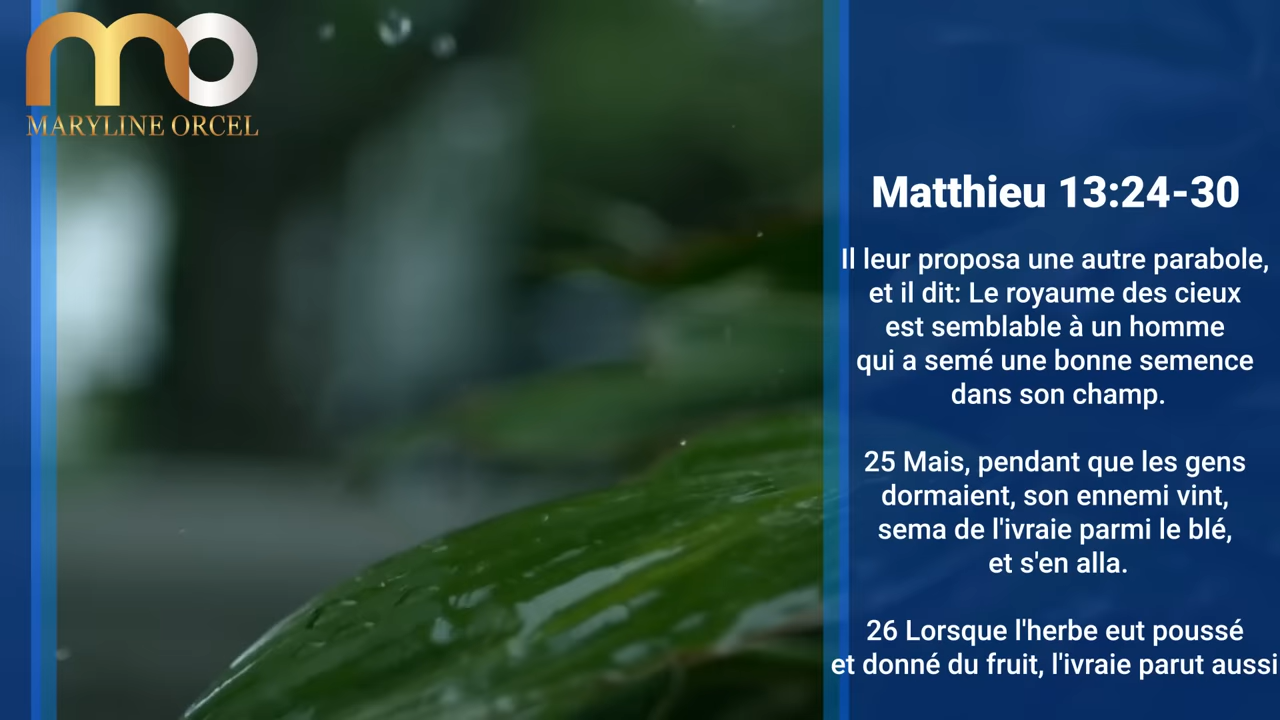 mo
MARYLINE ORCEL
Matthieu 13:24-30
Il leur proposa une autre parabole,
et il dit: Le royaume des cieux
est semblable à un homme
qui a semé une bonne semence
dans son champ.
25 Mais, pendant que les gens
dormaient, son ennemi vint,
sema de l'ivraie parmi le blé,
et s'en alla.
26 Lorsque l'herbe eut poussé
et donné du fruit, l'ivraie parut aussi